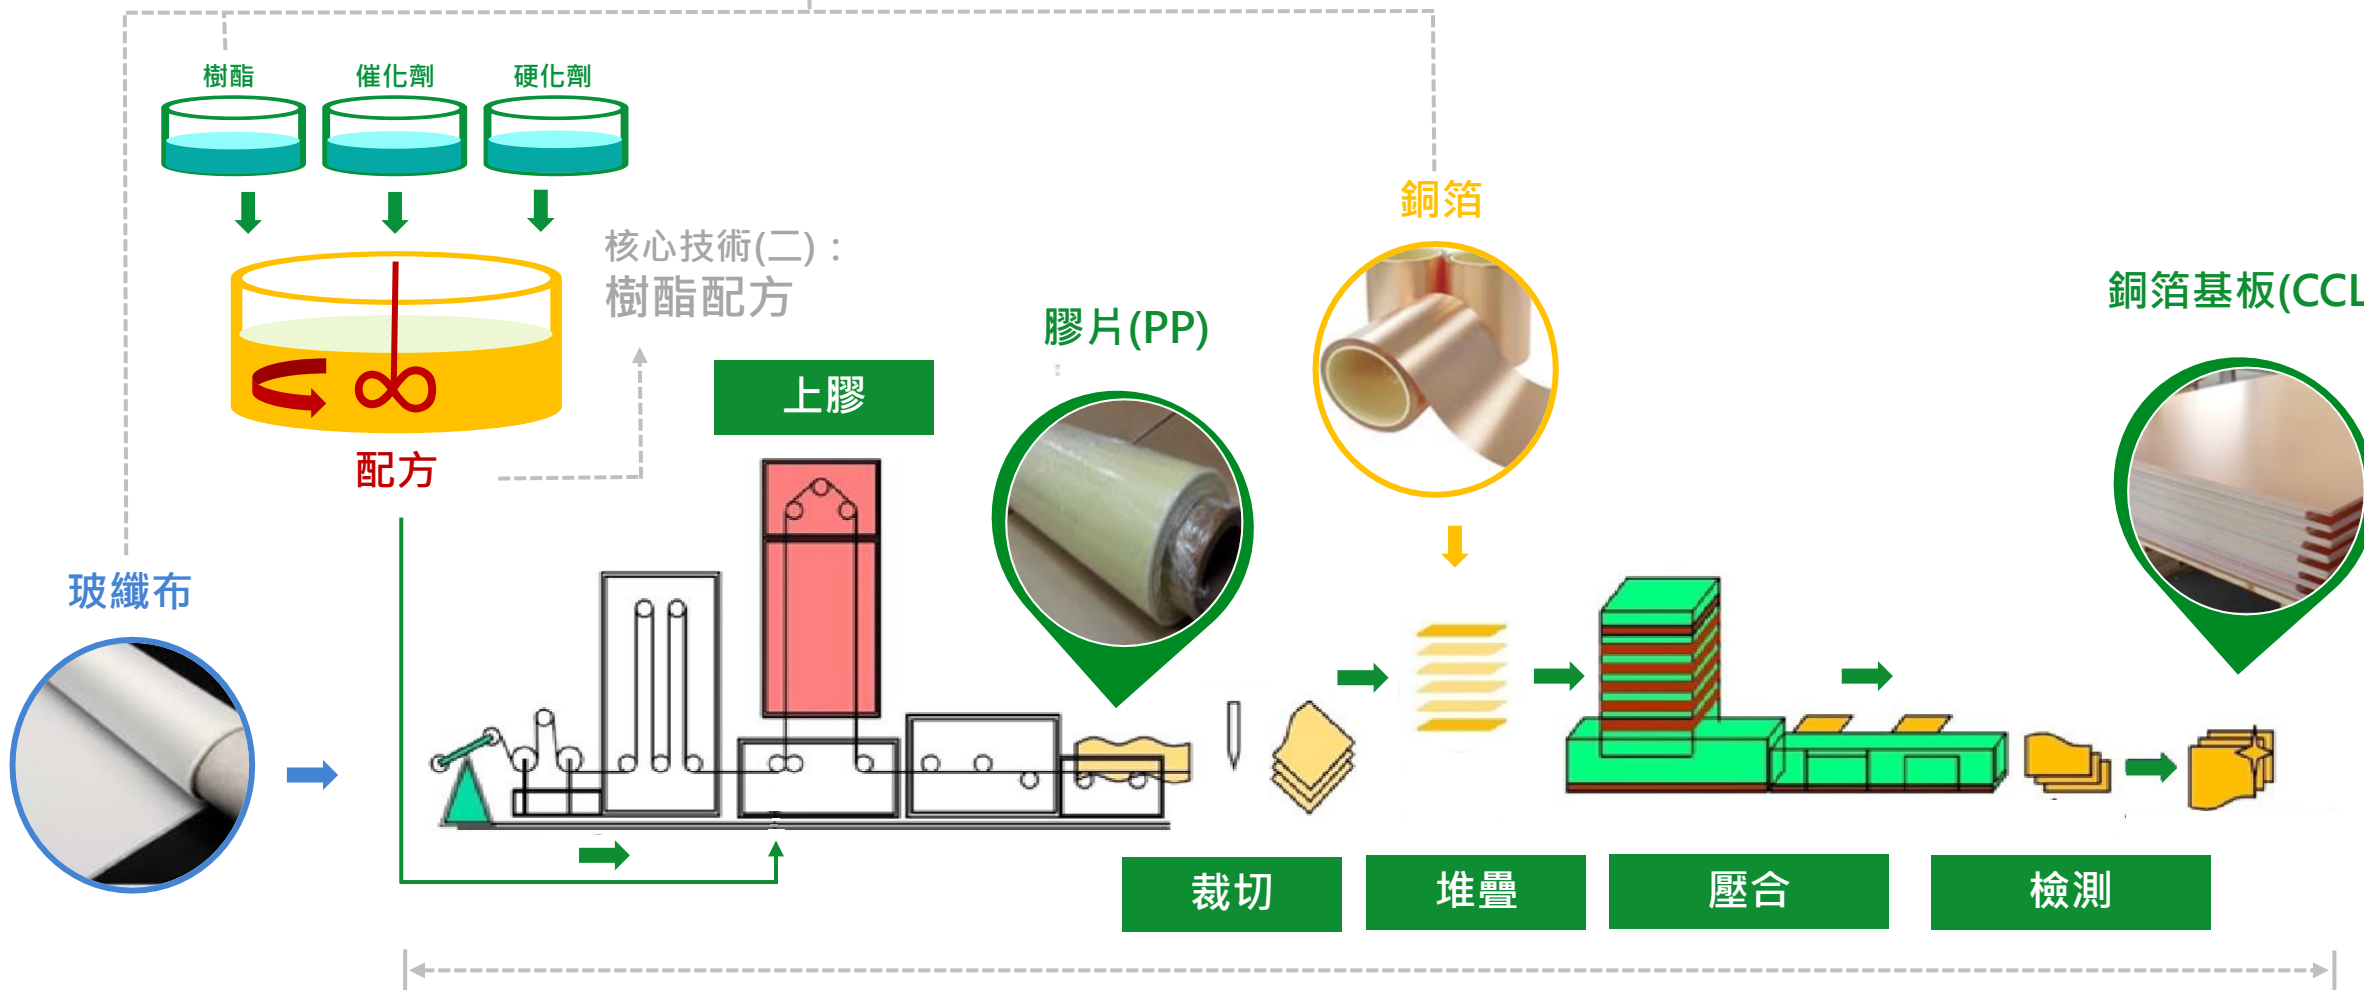 樹酯
催化劑
硬化劑
核心技術(二)：
樹酯配方
配方
玻纖布
上膠
膠片(PP)
銅箔
銅箔基板(CCL
裁切
堆疊
壓合
檢測